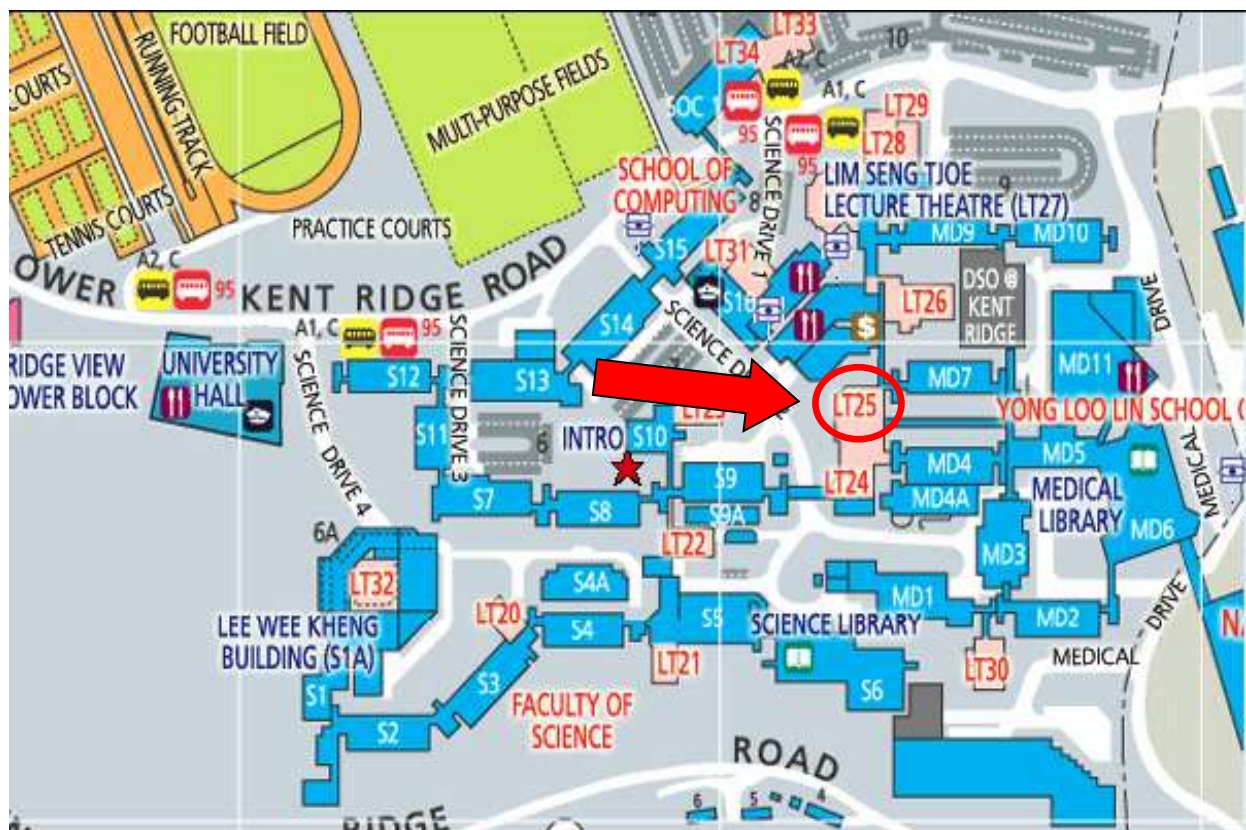 FOOTBALL FIELD
RUNNING TRACK
COURTS
TENNIS COURTS
MULTI-PURPOSE FIELDS
PRACTICE COURTS
LT33
LT34
A2, C
A1, C
10
95
95
SCIENCE DRIVE 1
LT29
LT28
SCHOOL OF
COMPUTING
8
9
LIM SENG TJOE
LECTURE THEATRE (LT27)
MD9
MD10
S15
LT31
S16
LT26
$
DSO @
KENT
RIDGE
OWER KENT RIDGE ROAD
A2, C
95
A1, C
95
RIDGE VIEW
OWER BLOCK
UNIVERSITY
HALL
SCIENCE DRIVE 4
SCIENCE DRIVE 3
S12
S13
S14
S11
6
INTRO
S10
LT25
MD7
MD11
DRIVE
YONG LOO LIN SCHOOL
MEDICAL
MD5
MD4
MD4A
LT24
S9
S9A
S7
S8
LT22
MEDICAL
LIBRARY
MD6
MD3
6A
LT32
LEE WEE KHENG
BUILDING (S1A)
LT20
S4A
S4
S5
LT21
SCIENCE LIBRARY
MD1
MD2
DRIVE
MEDICAL
LT30
S6
S1
S2
S3
FACULTY OF
SCIENCE
ROAD
RIDGE
6
5
4